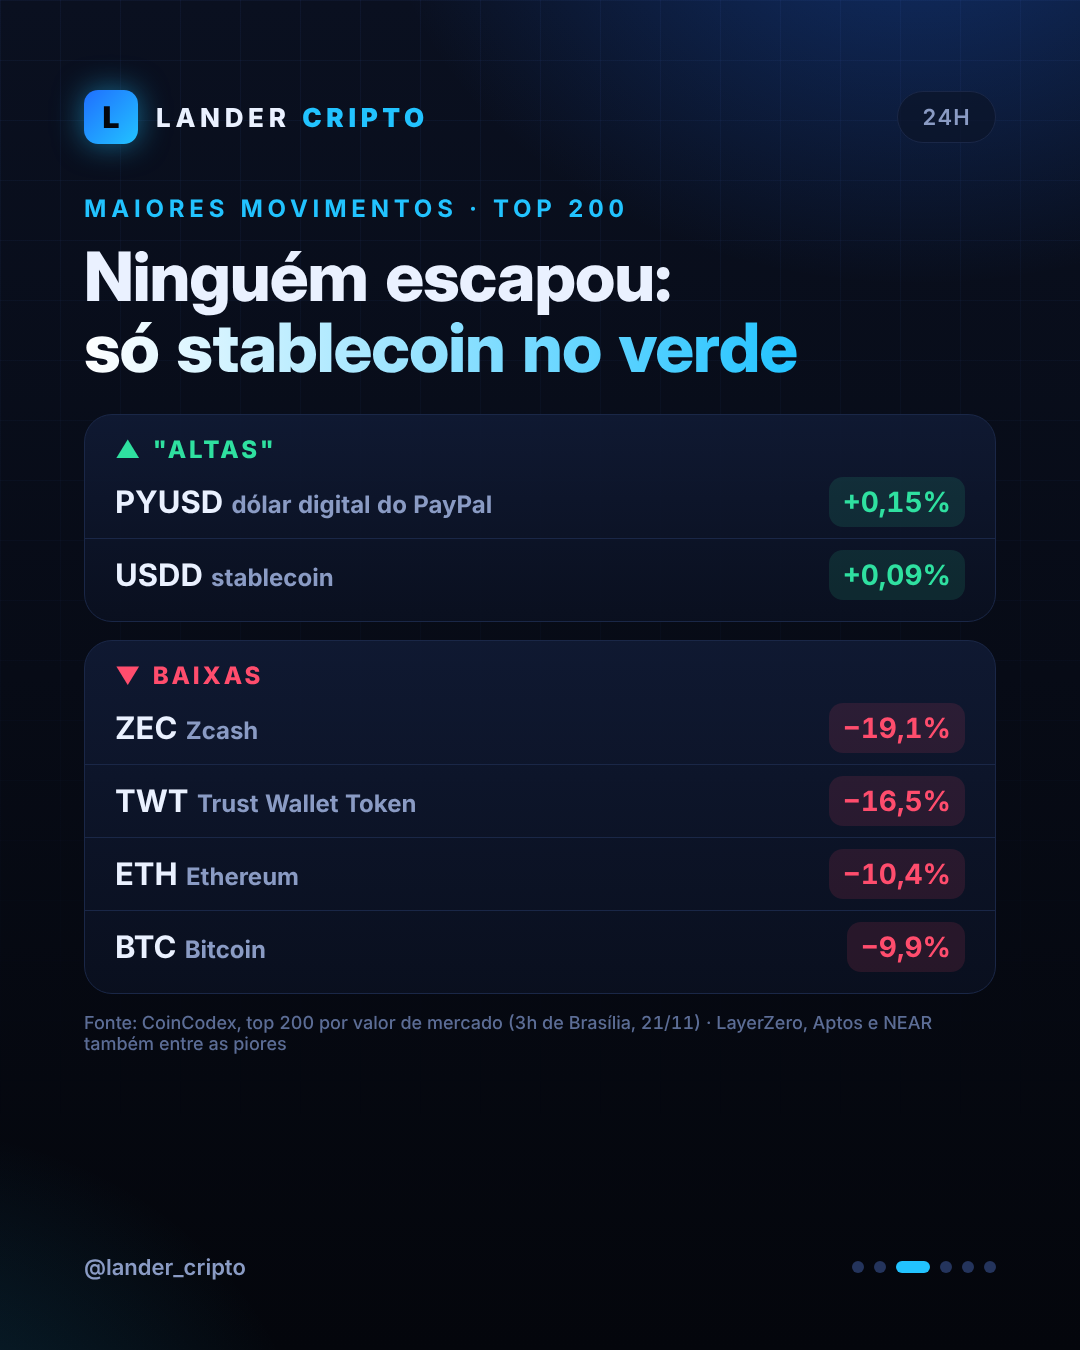 L LANDER CRIPTO 24H
MAIORES MOVIMENTOS · TOP 200
Ninguém escapou:
só stablecoin no verde
▲ "ALTAS"
PYUSD dólar digital do PayPal +0,15%
USDD stablecoin +0,09%
▼ BAIXAS
ZEC Zcash −19,1%
TWT Trust Wallet Token −16,5%
ETH Ethereum −10,4%
BTC Bitcoin −9,9%
Fonte: CoinCodex, top 200 por valor de mercado (3h de Brasília, 21/11) · LayerZero, Aptos e NEAR
também entre as piores
@lander_cripto